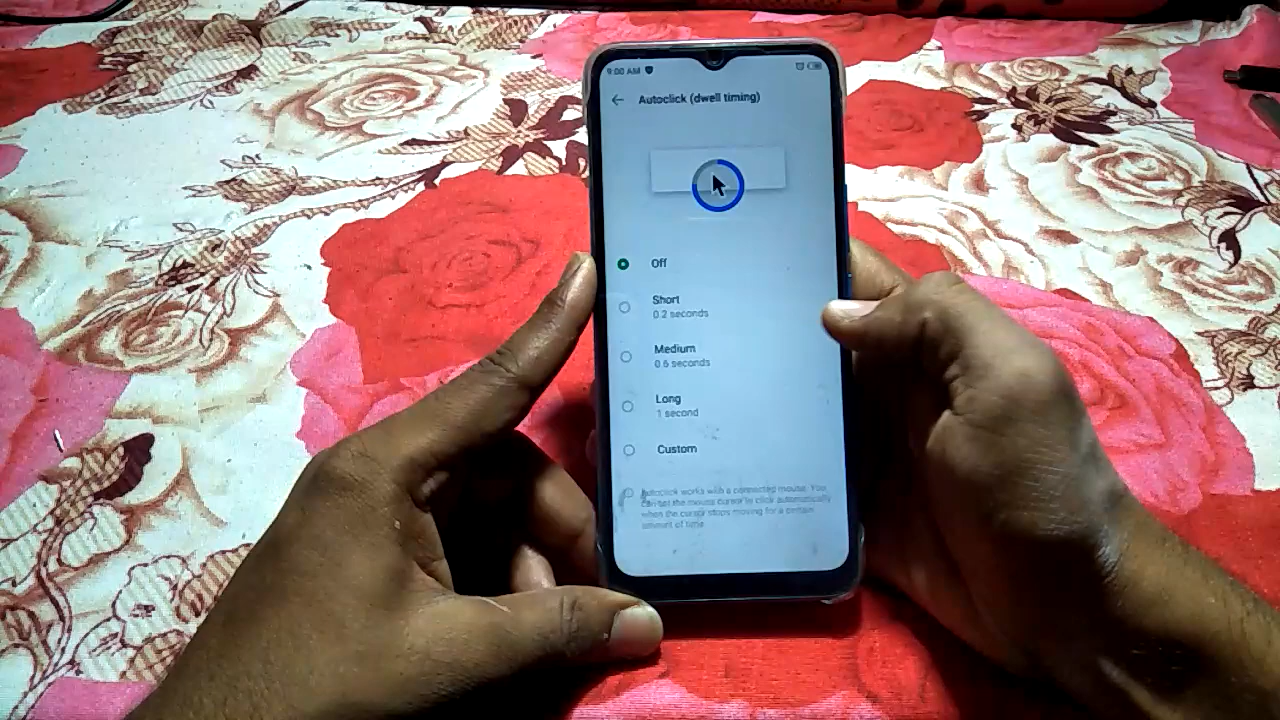 9:00 AM
Autoclick (dwell timing)
Off
Short
0.2 seconds
Medium
0.6 seconds
Long
1 second
Custom
Autoclick works with a connected mouse. You
can set the mouse cursor to click automatically
when the cursor stops moving for a certain
amount of time.